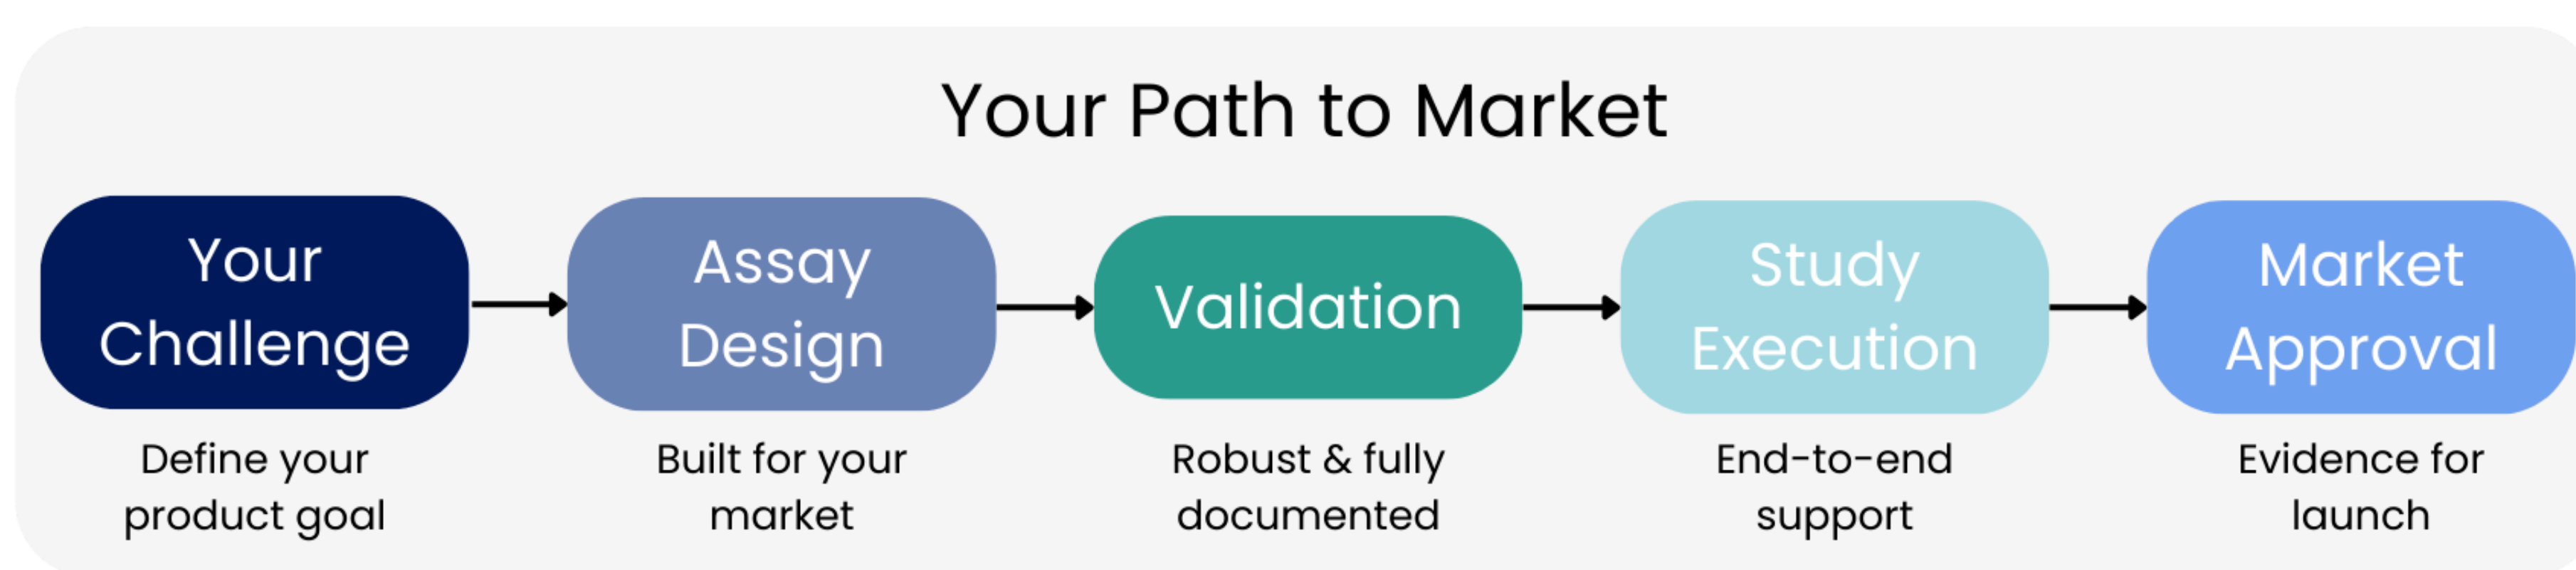 Your Path to Market
Your
Challenge
Define your
product goal
Assay
Design
Built for your
market
Validation
Robust & fully
documented
Study
Execution
End-to-end
support
Market
Approval
Evidence for
launch